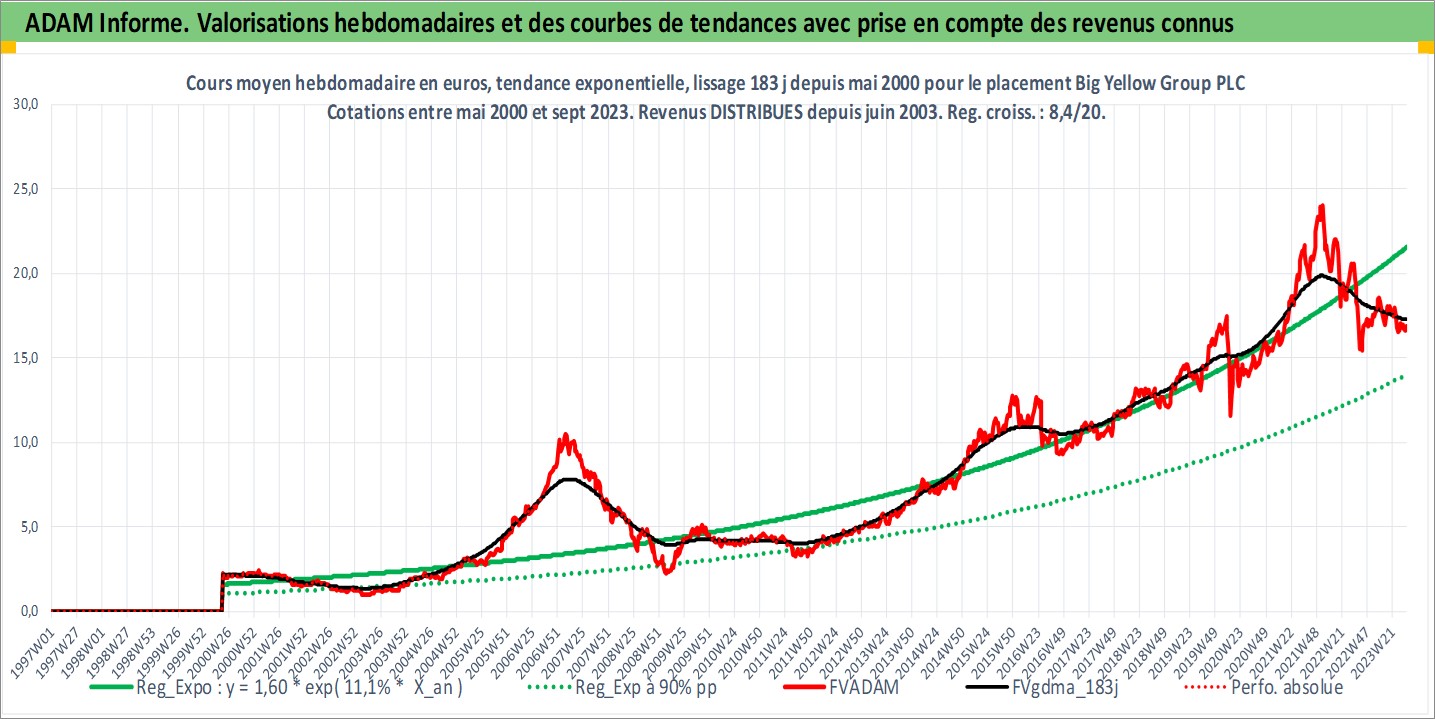 ADAM Informe. Valorisations hebdomadaires et des courbes de tendances avec prise en compte des revenus connus
Cours moyen hebdomadaire en euros, tendance exponentielle, lissage 183 j depuis mai 2000 pour le placement Big Yellow Group PLC
Cotations entre mai 2000 et sept 2023. Revenus DISTRIBUES depuis juin 2003. Reg. croiss. : 8,4/20.
30,0
25,0
20,0
15,0
10,0
5,0
0,0
1997W01
1997W27
1998W01
1998W27
1998W53
1999W26
1999W52
2000W26
2000W52
2001W26
2001W52
2002W26
2002W52
2003W26
2003W52
2004W26
2004W52
2005W25
2005W51
2006W25
2006W51
2007W25
2007W51
2008W25
2008W51
2009W25
2009W51
2010W24
2010W50
2011W24
2011W50
2012W24
2012W50
2013W24
2013W50
2014W24
2014W50
2015W24
2015W50
2016W23
2016W49
2017W23
2017W49
2018W23
2018W49
2019W23
2019W49
2020W23
2020W49
2021W22
2021W48
2022W21
2022W47
2023W21
Reg_Expo : y = 1,60 * exp( 11,1% * X_an )
Reg_Exp à 90% pp
FVADAM
FVgdma_183j
Perfo. absolue